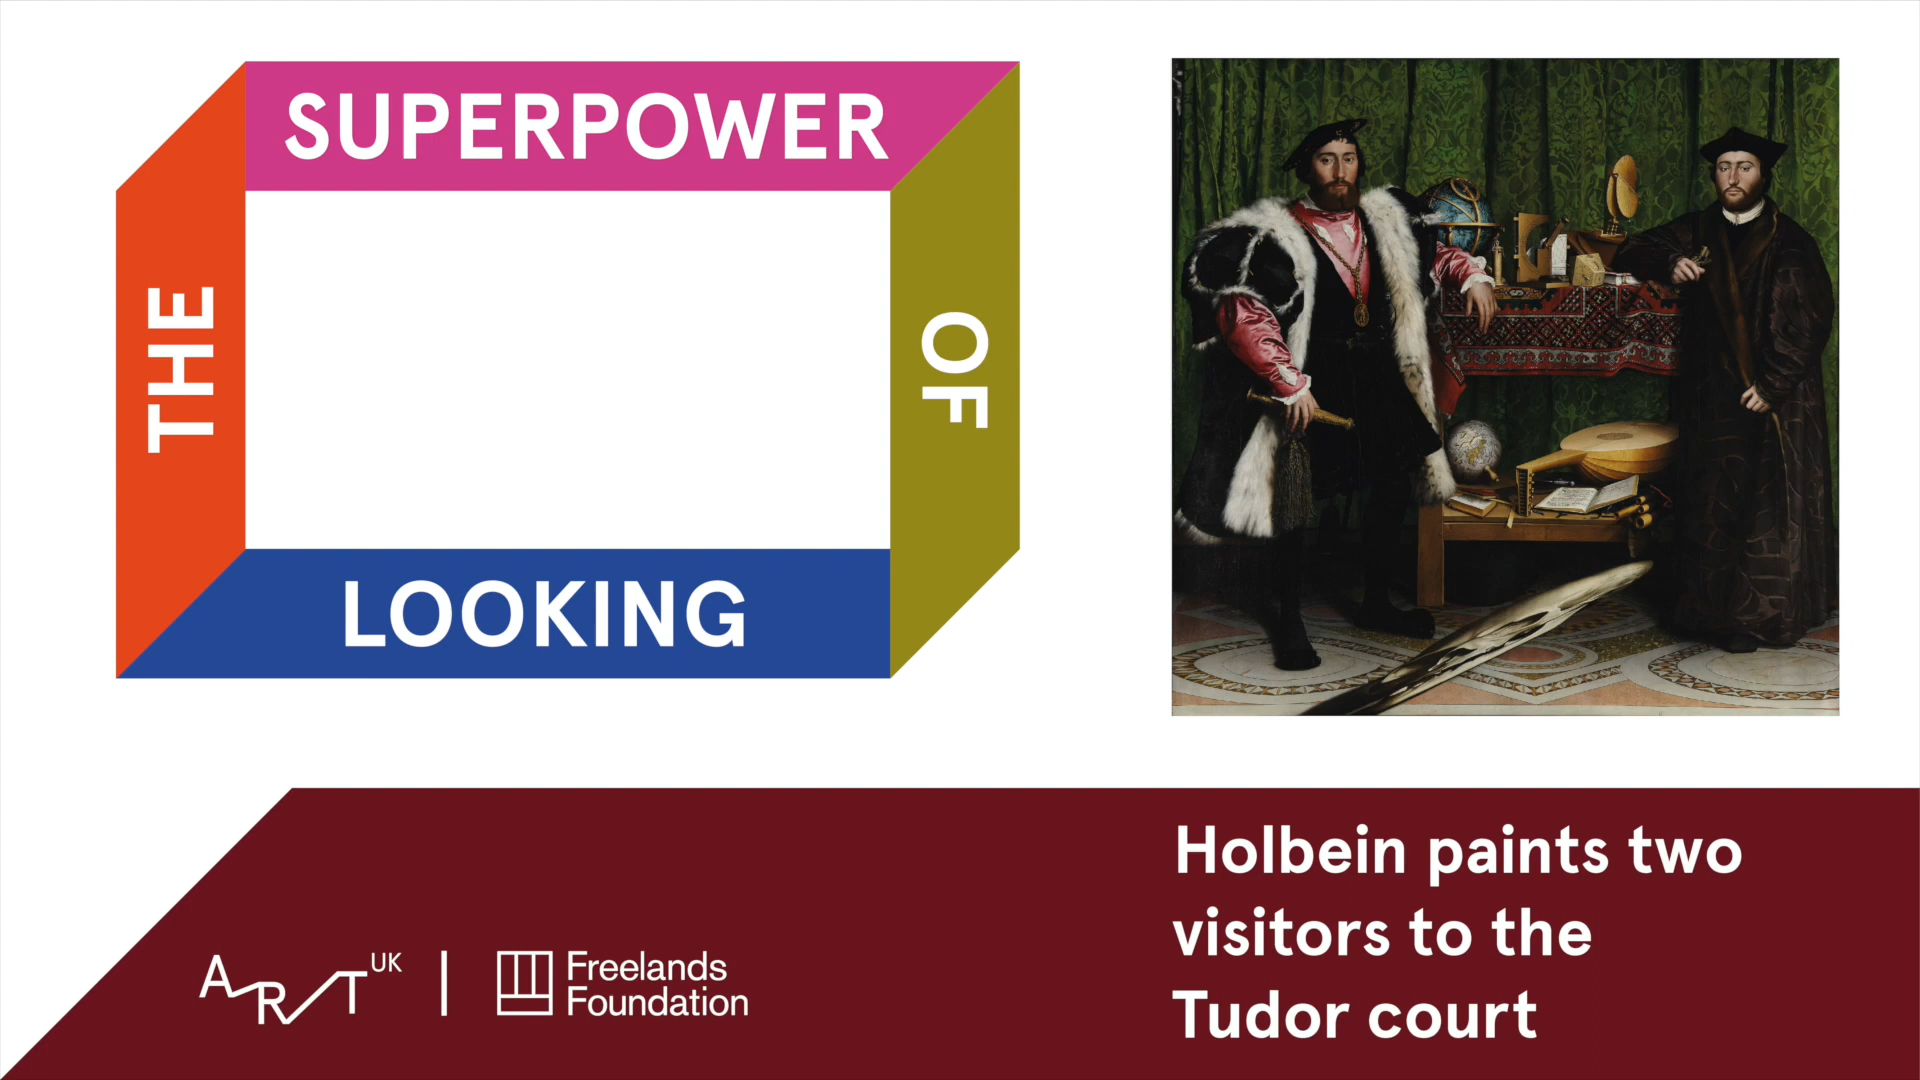 THE
SUPERPOWER
OF
LOOKING
ART UK
Freelands
Foundation
Holbein paints two
visitors to the
Tudor court